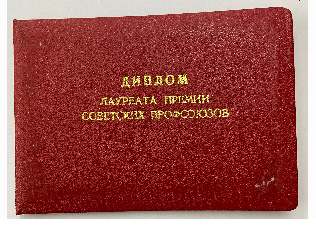 ДИПЛОМ
ЛАУРЕАТА ПРЕМИИ
СОВЕТСКИХ ПРОФСОЮЗОВ